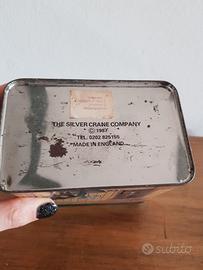 THE SILVER CRANE COMPANY
© 1987
TEL. 0202 825155
MADE IN ENGLAND
subito